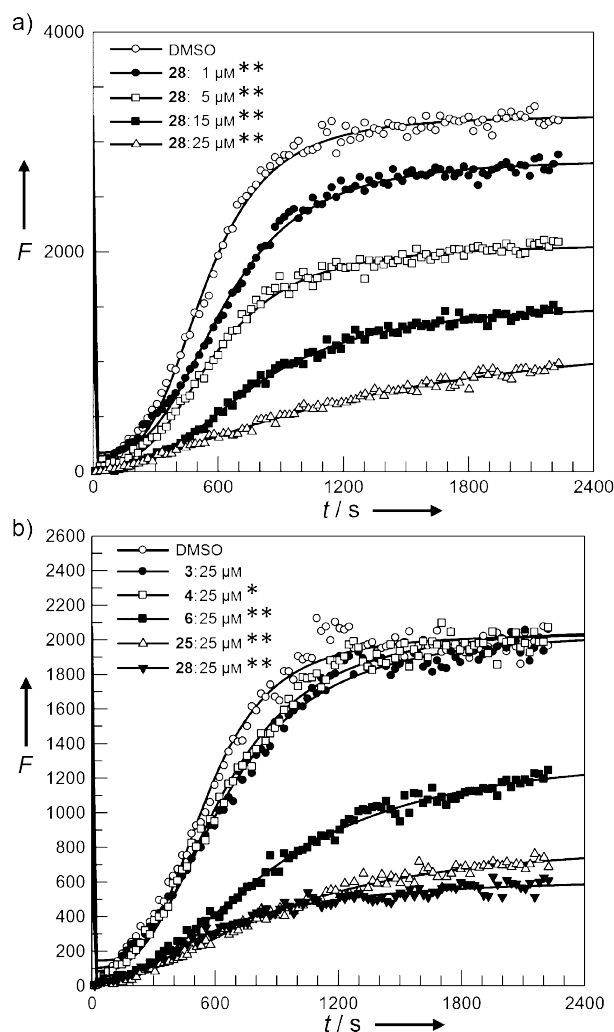 a)
4000
2000
0
F
DMSO
28: 1 µM **
28: 5 µM **
28: 15 µM **
28: 25 µM **
0 600 1200 1800 2400
t / s
b)
2600
2400
2200
2000
1800
1600
1400
1200
1000
800
600
400
200
0
F
DMSO
3: 25 µM
4: 25 µM *
6: 25 µM **
25: 25 µM **
28: 25 µM **
0 600 1200 1800 2400
t / s